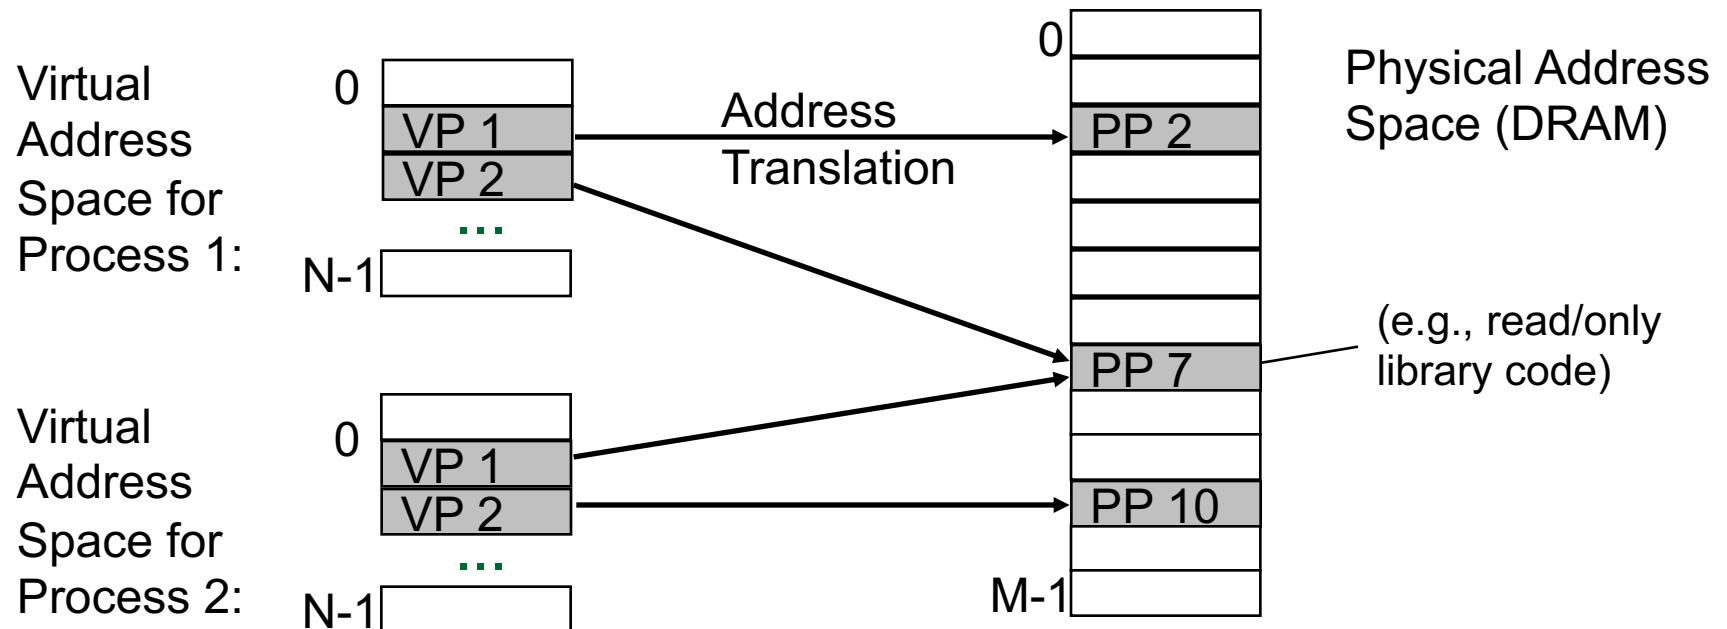 Virtual
Address
Space for
Process 1:
0
VP 1
VP 2
...
N-1
Address
Translation
0
PP 2
PP 7
PP 10
M-1
Physical Address
Space (DRAM)
(e.g., read/only
library code)
Virtual
Address
Space for
Process 2:
0
VP 1
VP 2
...
N-1